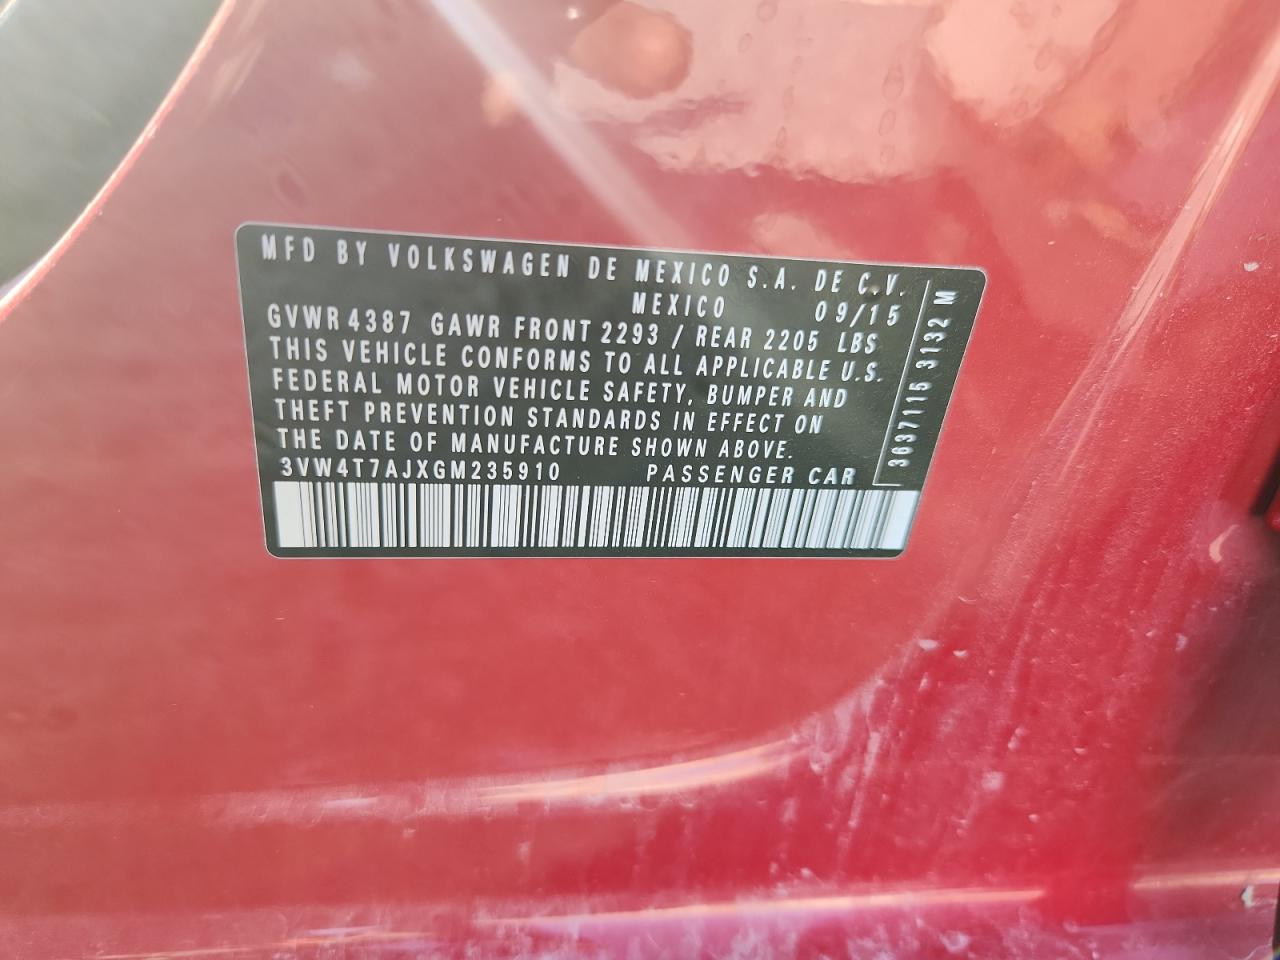 MFD BY VOLKSWAGEN DE MEXICO S.A. DE C.V.
MEXICO 09/15
GVWR 4387 GAWR FRONT 2293 / REAR 2205 LBS
THIS VEHICLE CONFORMS TO ALL APPLICABLE U.S.
FEDERAL MOTOR VEHICLE SAFETY, BUMPER AND
THEFT PREVENTION STANDARDS IN EFFECT ON
THE DATE OF MANUFACTURE SHOWN ABOVE.
3VW4T7AJXGM235910 PASSENGER CAR
3637115 3132 M